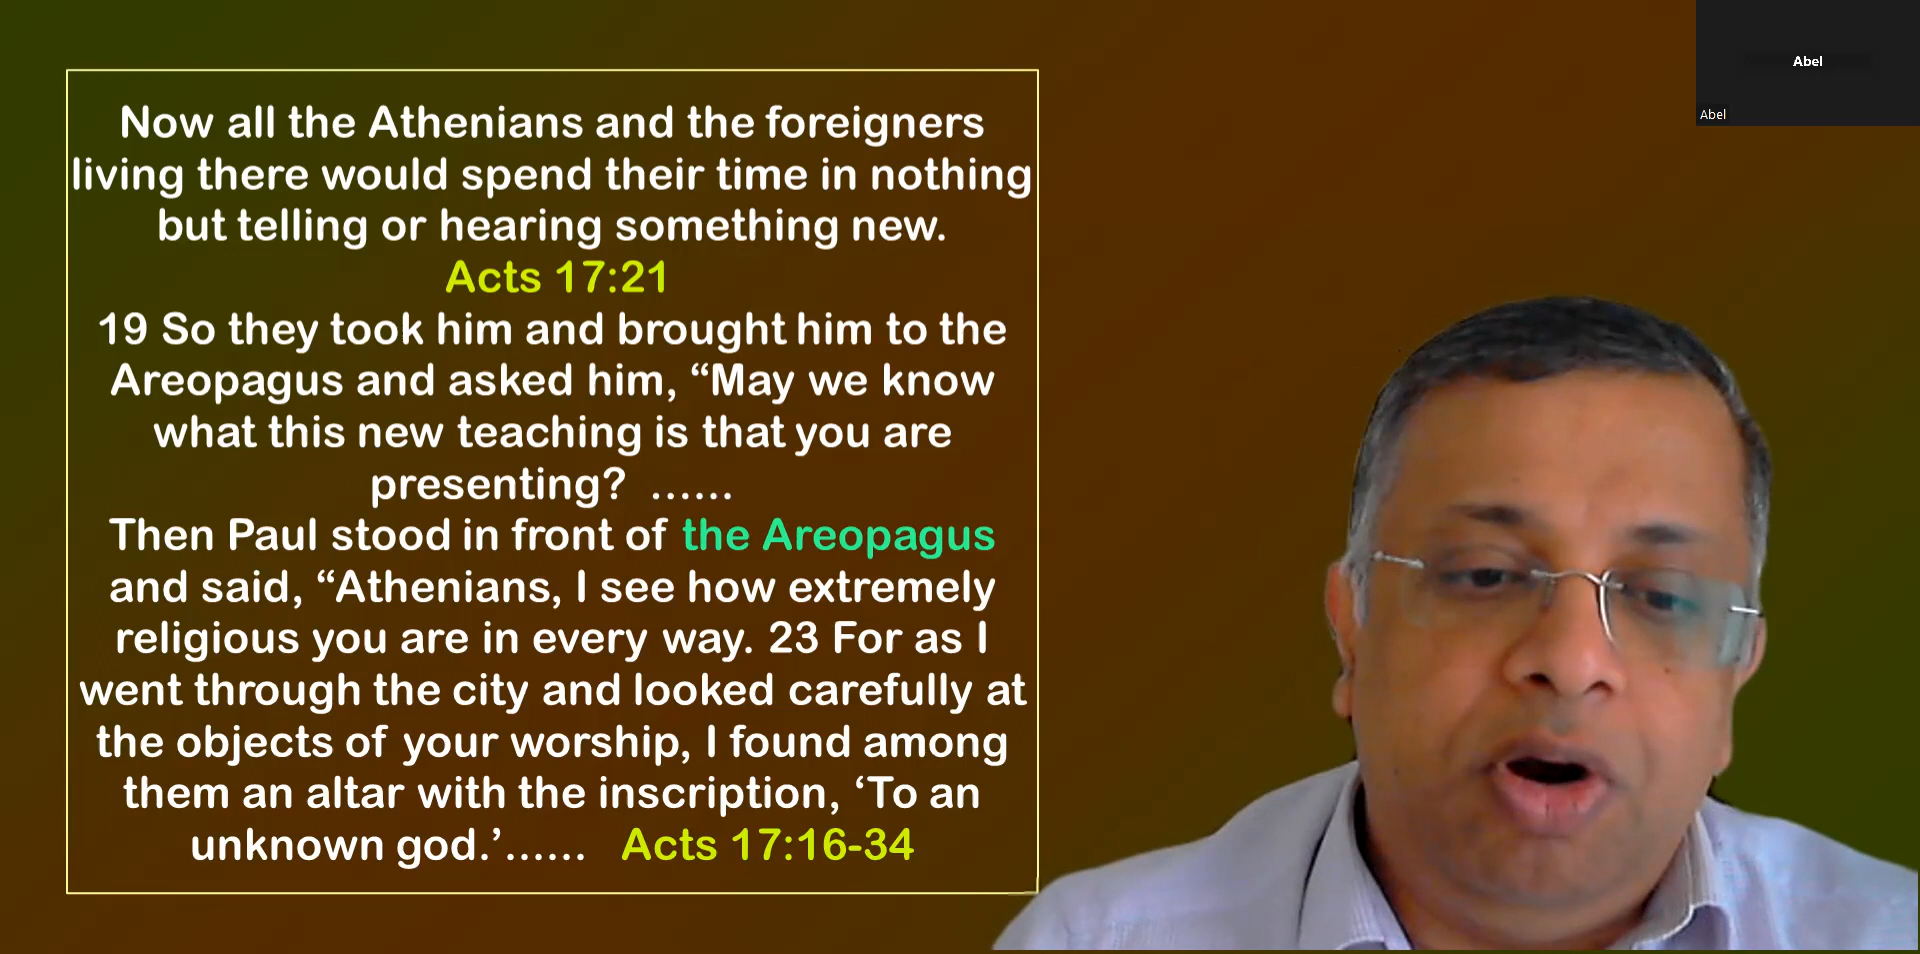 Now all the Athenians and the foreigners
living there would spend their time in nothing
but telling or hearing something new.
Acts 17:21
19 So they took him and brought him to the
Areopagus and asked him, “May we know
what this new teaching is that you are
presenting?  ......
Then Paul stood in front of the Areopagus
and said, “Athenians, I see how extremely
religious you are in every way. 23 For as I
went through the city and looked carefully at
the objects of your worship, I found among
them an altar with the inscription, ‘To an
unknown god.’......   Acts 17:16-34
Abel
Abel